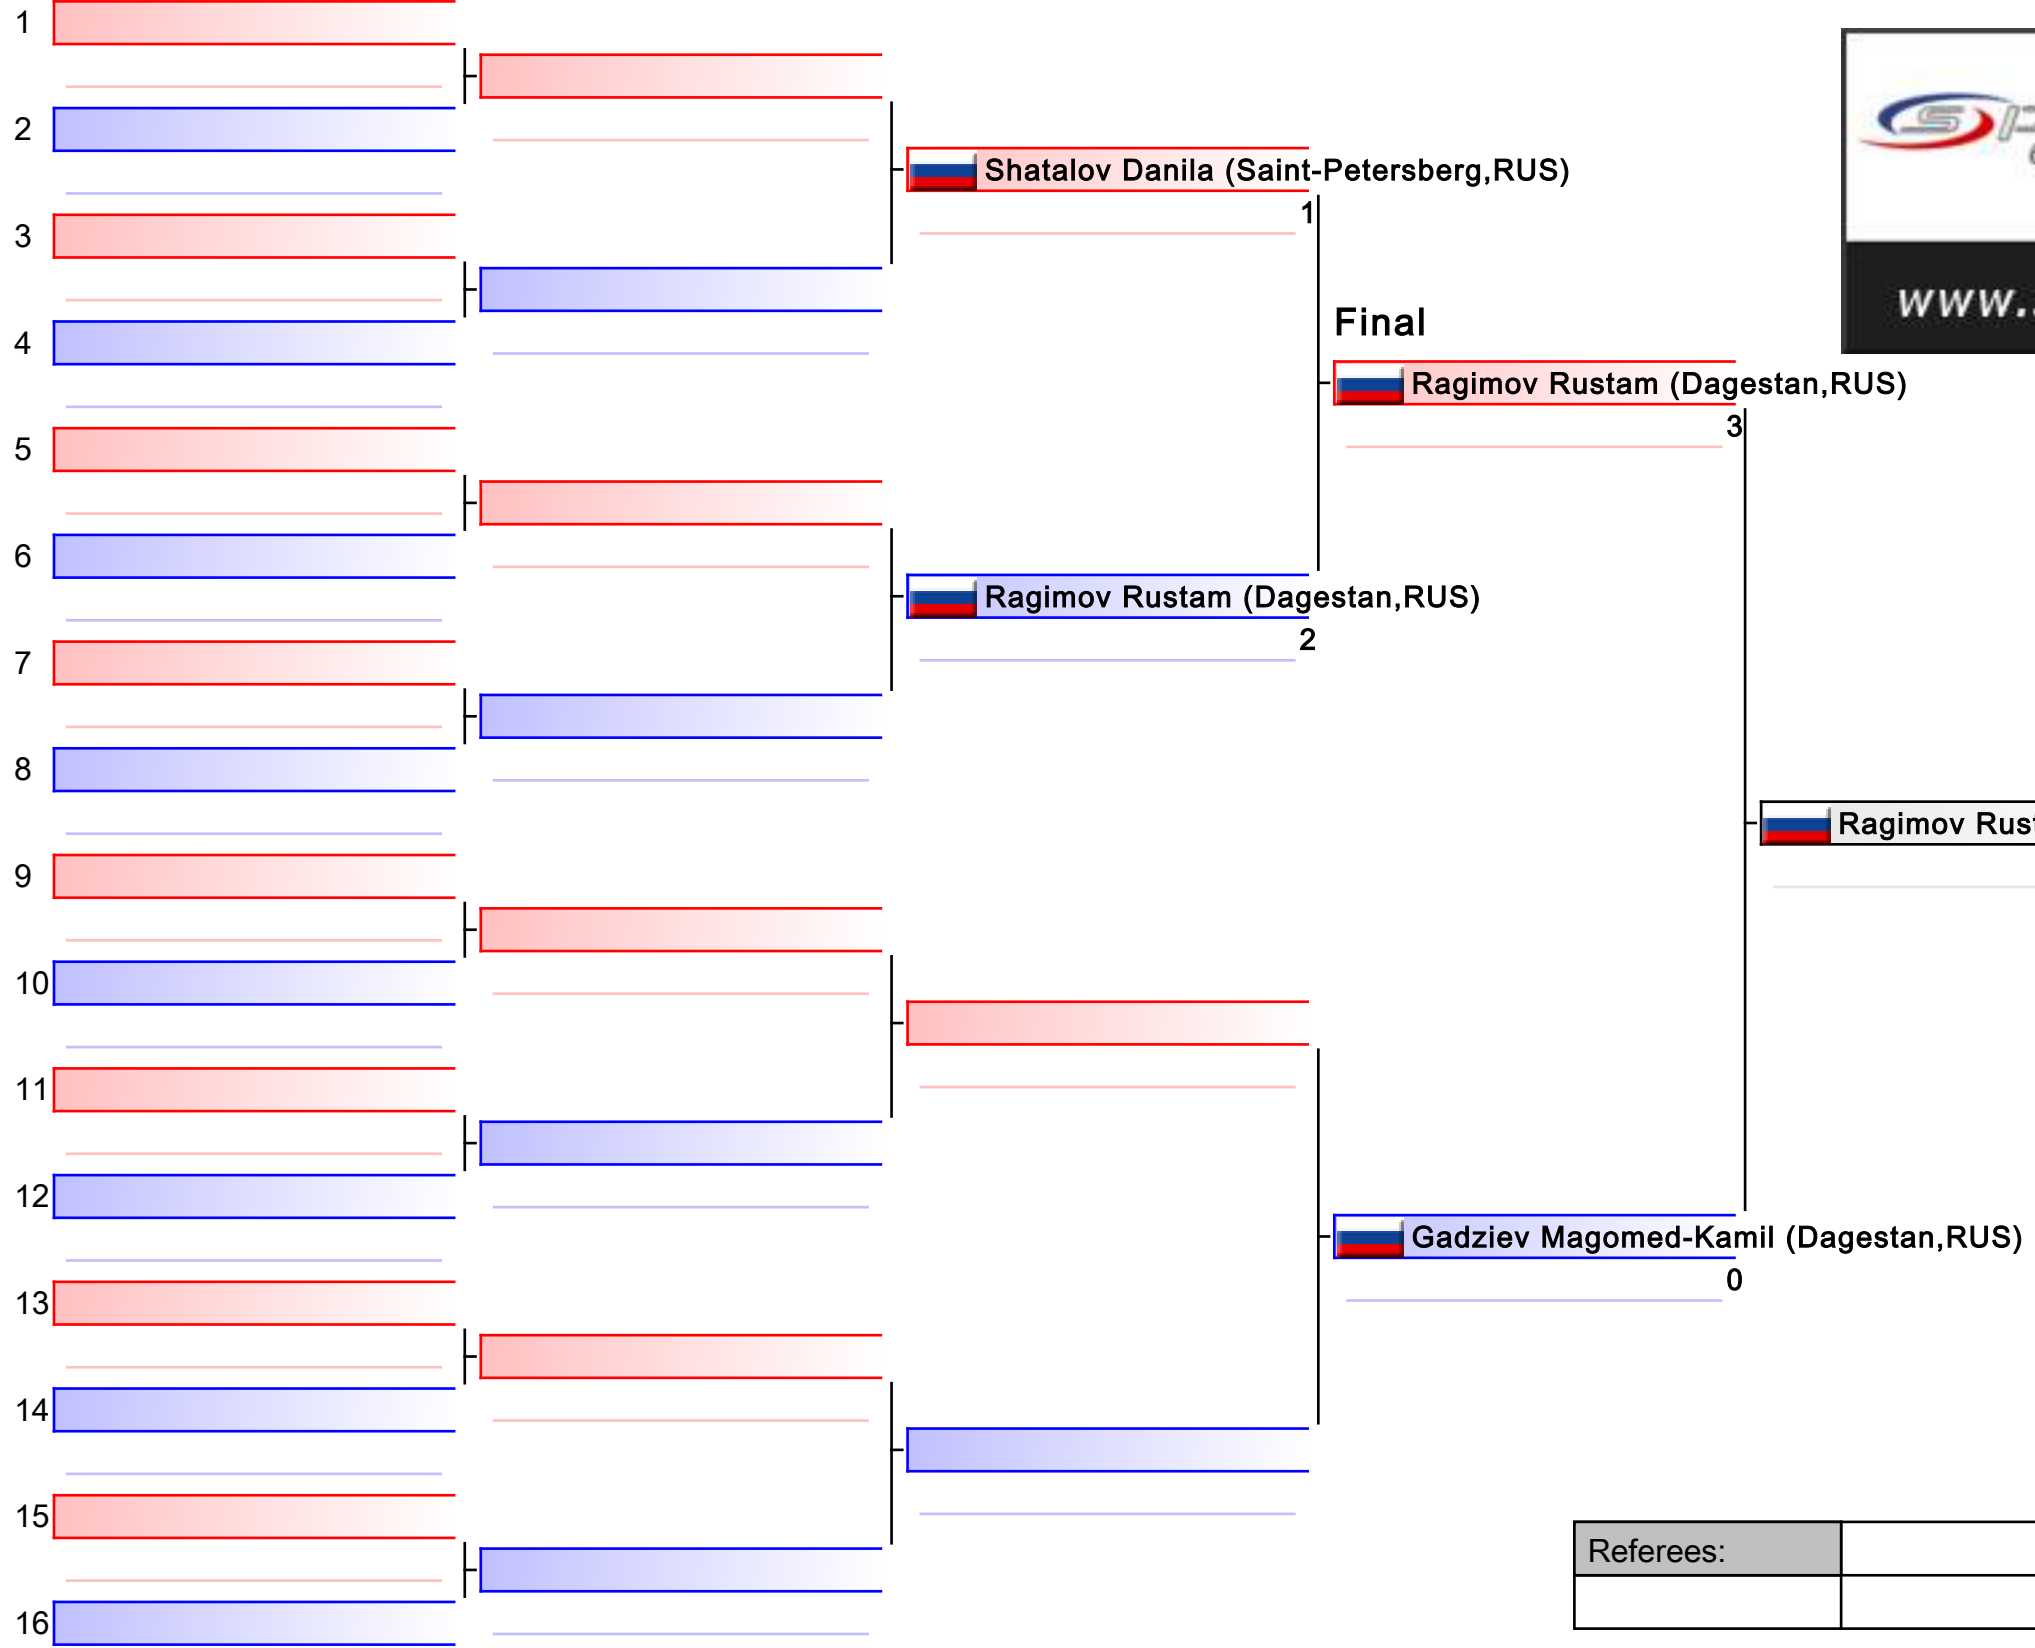 1
2
Shatalov Danila (Saint-Petersberg,RUS)
1
3
Final
www.
4
Ragimov Rustam (Dagestan,RUS)
3
5
6
Ragimov Rustam (Dagestan,RUS)
2
7
8
Ragimov
9
10
11
12
Gadziev Magomed-Kamil (Dagestan,RUS)
0
13
14
15
Referees:
16